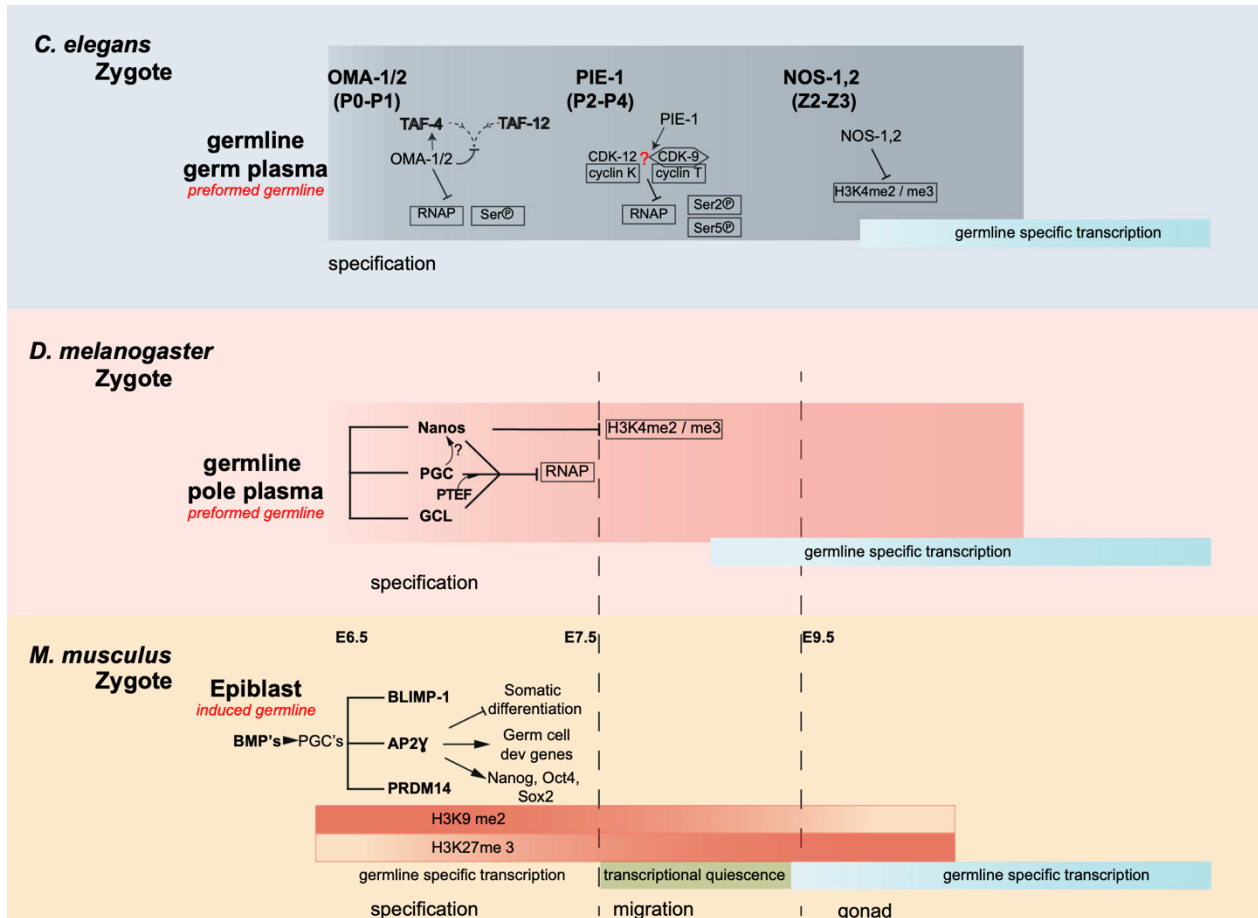 C. elegans
Zygote
germline
germ plasma
preformed germline
OMA-1/2
(P0-P1)
TAF-4
TAF-12
OMA-1/2
RNAP
Ser℗
PIE-1
(P2-P4)
PIE-1
CDK-12
?
CDK-9
cyclin K
cyclin T
RNAP
Ser2℗
Ser5℗
NOS-1,2
(Z2-Z3)
NOS-1,2
H3K4me2 / me3
germline specific transcription
specification
D. melanogaster
Zygote
germline
pole plasma
preformed germline
Nanos
?
PGC
PTEF
GCL
H3K4me2 / me3
RNAP
germline specific transcription
specification
E6.5
E7.5
E9.5
M. musculus
Zygote
Epiblast
induced germline
BMP's
PGC's
BLIMP-1
AP2Ɣ
PRDM14
Somatic
differentiation
Germ cell
dev genes
Nanog, Oct4,
Sox2
H3K9 me2
H3K27me 3
germline specific transcription
transcriptional quiescence
germline specific transcription
specification
migration
gonad